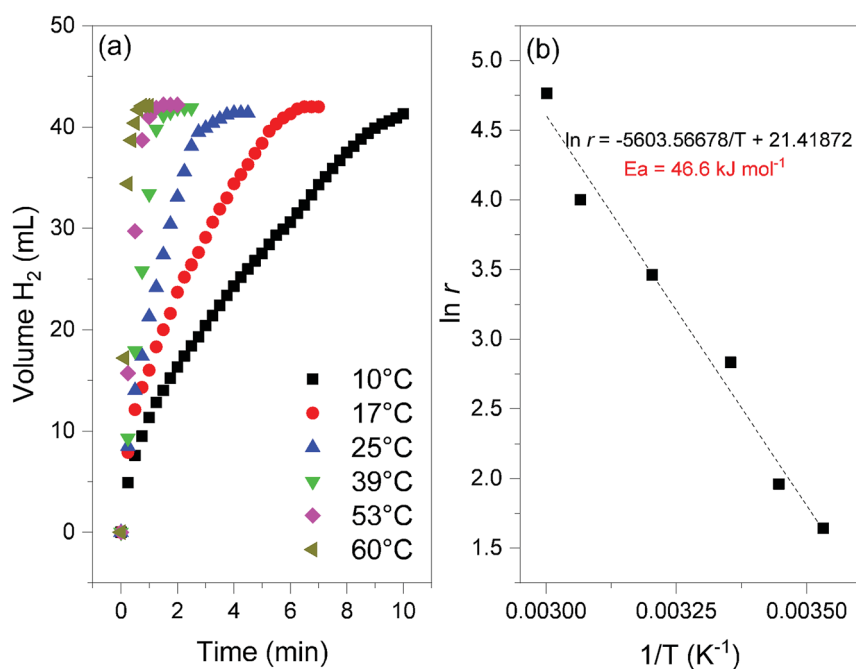 (a)
50
40
30
20
10
0
Volume H₂ (mL)
0 2 4 6 8 10
Time (min)
10°C
17°C
25°C
39°C
53°C
60°C
(b)
5.0
4.5
4.0
3.5
3.0
2.5
2.0
1.5
ln r
ln r = -5603.56678/T + 21.41872
Ea = 46.6 kJ mol⁻¹
0.00300 0.00325 0.00350
1/T (K⁻¹)